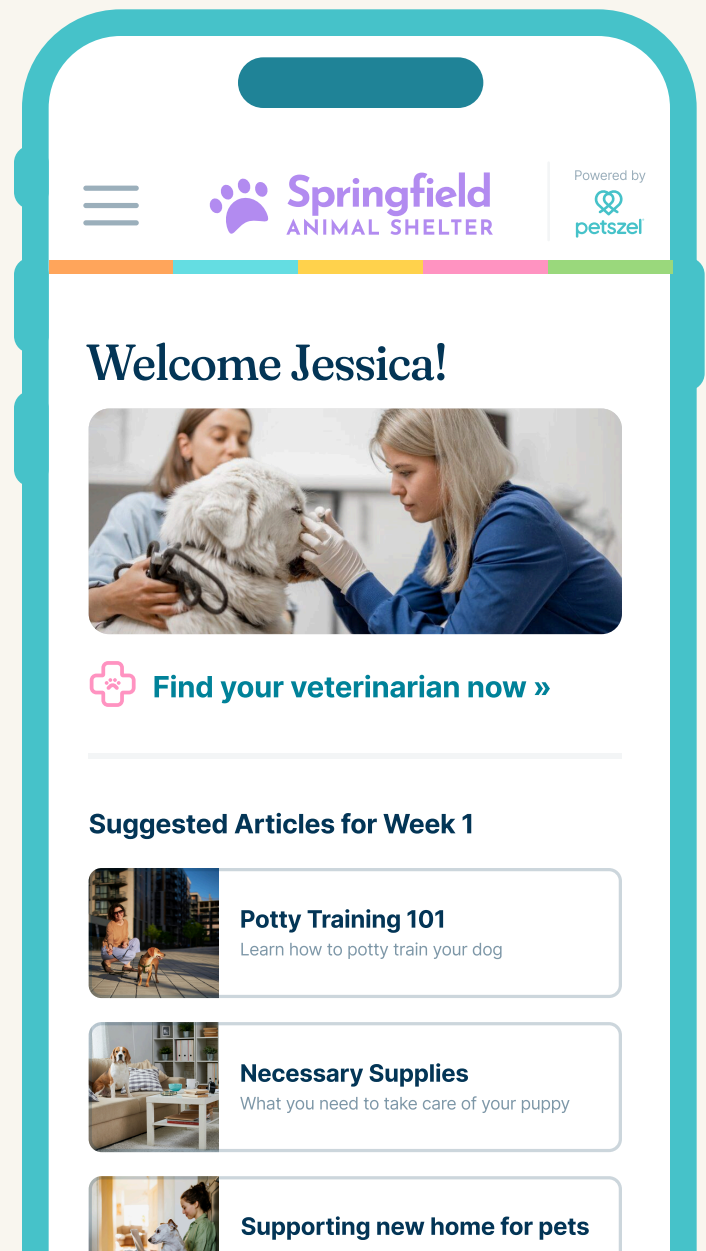 Springfield
ANIMAL SHELTER
Powered by
petszel
Welcome Jessica!
Find your veterinarian now »
Suggested Articles for Week 1
Potty Training 101
Learn how to potty train your dog
Necessary Supplies
What you need to take care of your puppy
Supporting new home for pets